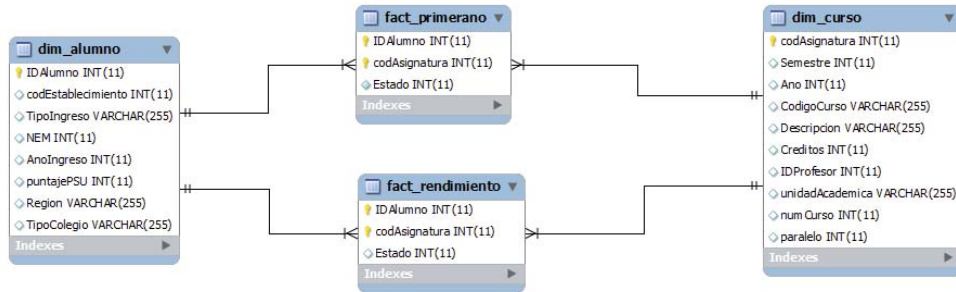 dim_alumno
IDAlumno INT(11)
codEstablecimiento INT(11)
TipoIngreso VARCHAR(255)
NEM INT(11)
AnoIngreso INT(11)
puntajePSU INT(11)
Region VARCHAR(255)
TipoColegio VARCHAR(255)
Indexes
fact_primerano
IDAlumno INT(11)
codAsignatura INT(11)
Estado INT(11)
Indexes
fact_rendimiento
IDAlumno INT(11)
codAsignatura INT(11)
Estado INT(11)
Indexes
dim_curso
codAsignatura INT(11)
Semestre INT(11)
Ano INT(11)
CodigoCurso VARCHAR(255)
Descripcion VARCHAR(255)
Creditos INT(11)
IDProfesor INT(11)
unidadAcademica VARCHAR(255)
numCurso INT(11)
paralelo INT(11)
Indexes